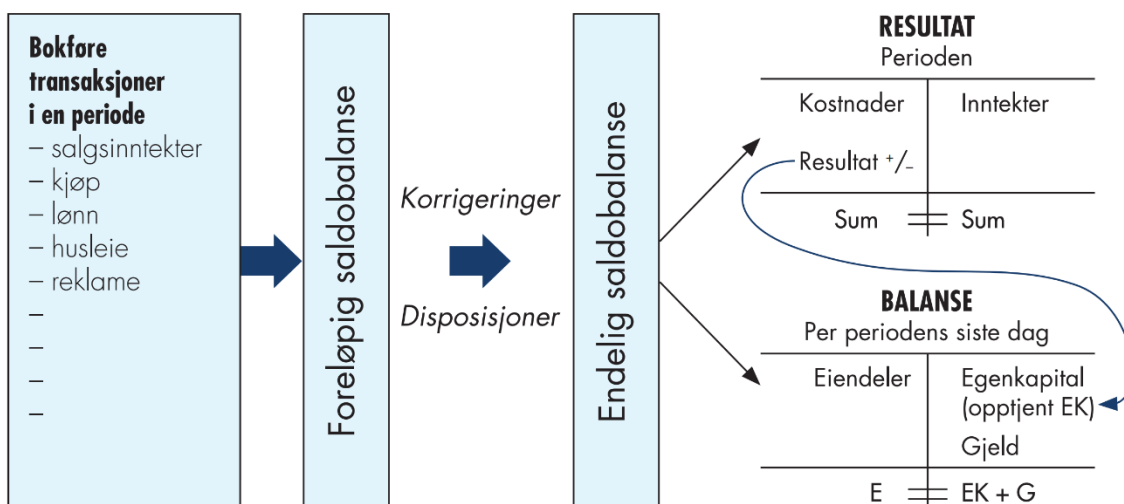 Bokføre
transaksjoner
i en periode
– salgsinntekter
– kjøp
– lønn
– husleie
– reklame
–
–
–
–
Foreløpig saldobalanse
Korrigeringer
Disposisjoner
Endelig saldobalanse
RESULTAT
Perioden
Kostnader Inntekter
Resultat +/–
Sum = Sum
BALANSE
Per periodens siste dag
Eiendeler Egenkapital
(opptjent EK)
Gjeld
E = EK + G